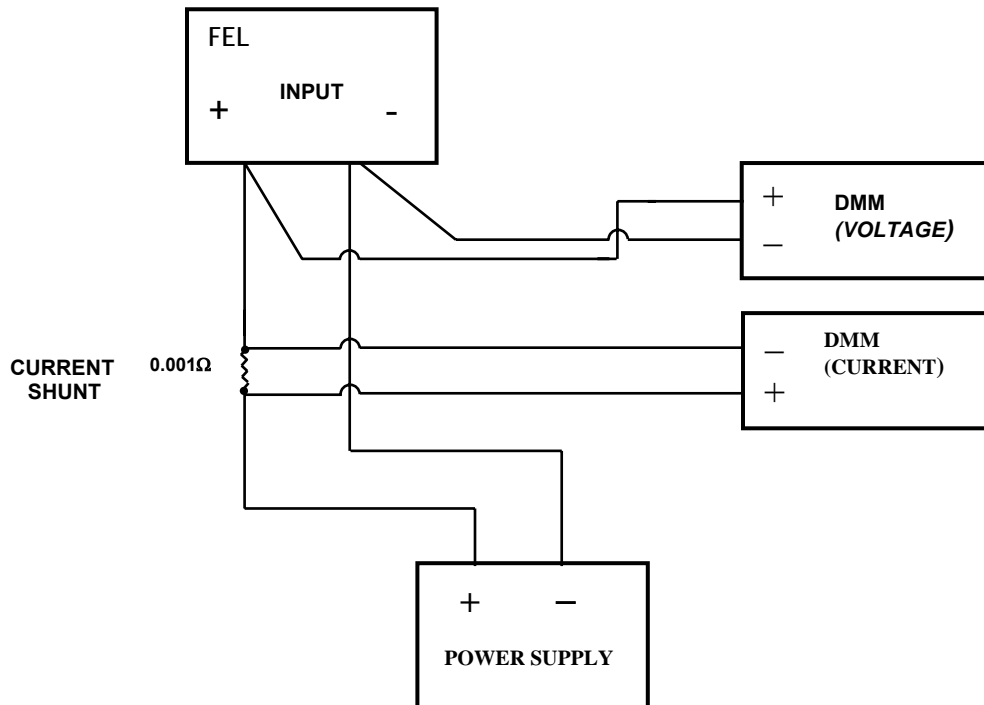 FEL
INPUT
+ -
+ DMM
(VOLTAGE)
−
CURRENT
SHUNT
0.001Ω
− DMM
(CURRENT)
+
+ −
POWER SUPPLY